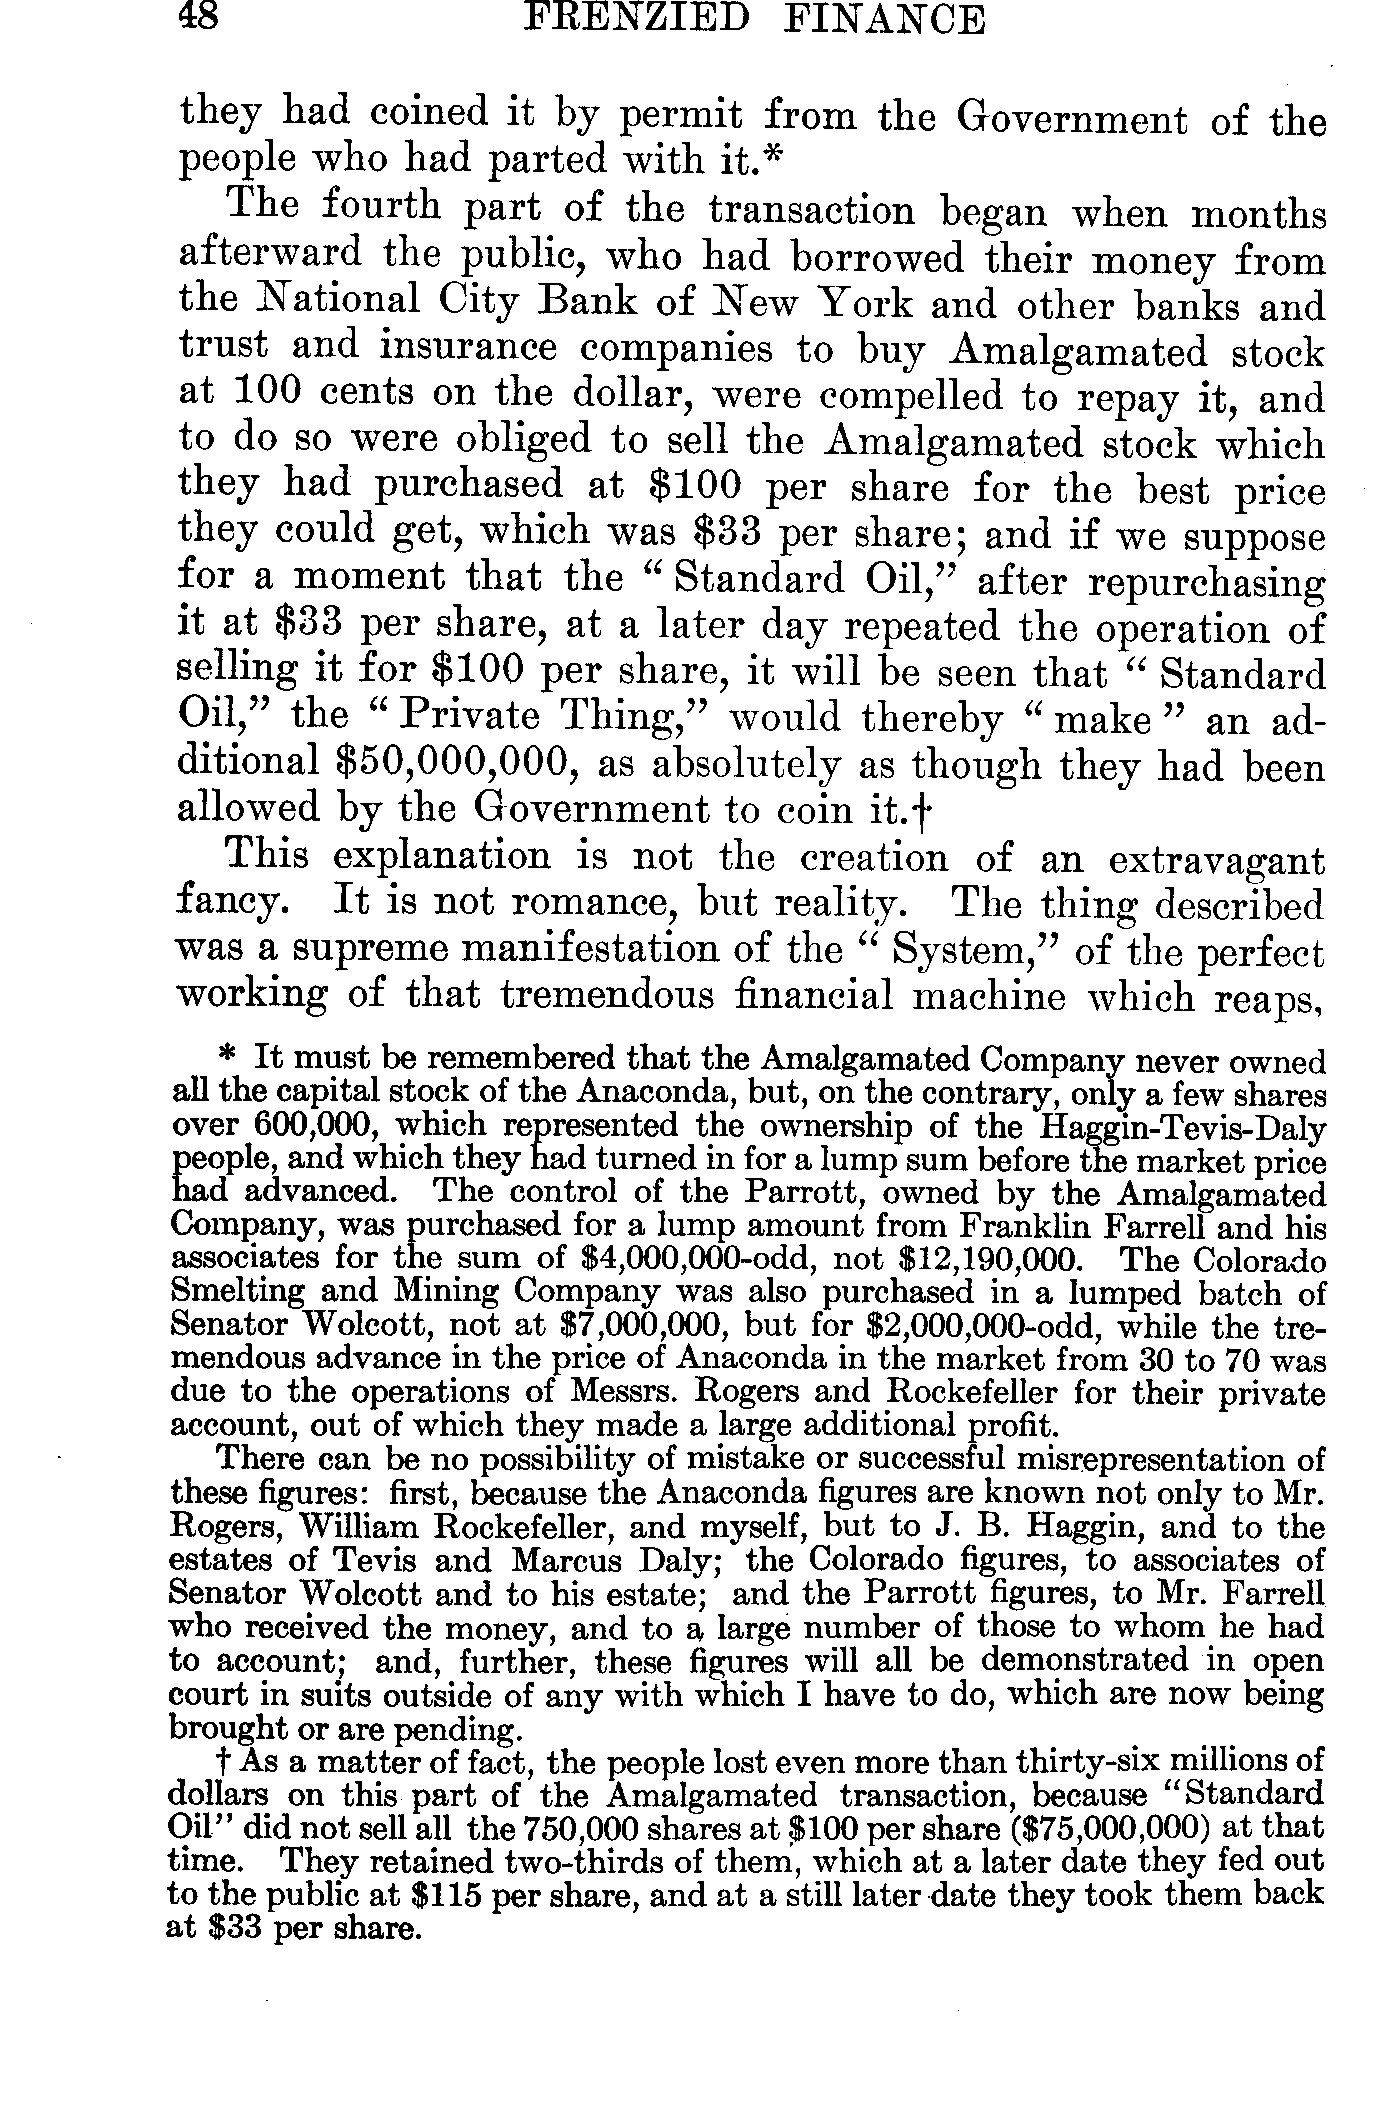 48 FRENZIED FINANCE
they had coined it by permit from the Government of the
people who had parted with it.*
The fourth part of the transaction began when months
afterward the public, who had borrowed their money from
the National City Bank of New York and other banks and
trust and insurance companies to buy Amalgamated stock
at 100 cents on the dollar, were compelled to repay it, and
to do so were obliged to sell the Amalgamated stock which
they had purchased at $100 per share for the best price
they could get, which was $33 per share; and if we suppose
for a moment that the “ Standard Oil,” after repurchasing
it at $33 per share, at a later day repeated the operation of
selling it for $100 per share, it will be seen that “ Standard
Oil,” the “ Private Thing,” would thereby “ make ” an ad-
ditional $50,000,000, as absolutely as though they had been
allowed by the Government to coin it.†
This explanation is not the creation of an extravagant
fancy. It is not romance, but reality. The thing described
was a supreme manifestation of the “ System,” of the perfect
working of that tremendous financial machine which reaps,
* It must be remembered that the Amalgamated Company never owned
all the capital stock of the Anaconda, but, on the contrary, only a few shares
over 600,000, which represented the ownership of the Haggin-Tevis-Daly
people, and which they had turned in for a lump sum before the market price
had advanced. The control of the Parrott, owned by the Amalgamated
Company, was purchased for a lump amount from Franklin Farrell and his
associates for the sum of $4,000,000-odd, not $12,190,000. The Colorado
Smelting and Mining Company was also purchased in a lumped batch of
Senator Wolcott, not at $7,000,000, but for $2,000,000-odd, while the tre-
mendous advance in the price of Anaconda in the market from 30 to 70 was
due to the operations of Messrs. Rogers and Rockefeller for their private
account, out of which they made a large additional profit.
There can be no possibility of mistake or successful misrepresentation of
these figures: first, because the Anaconda figures are known not only to Mr.
Rogers, William Rockefeller, and myself, but to J. B. Haggin, and to the
estates of Tevis and Marcus Daly; the Colorado figures, to associates of
Senator Wolcott and to his estate; and the Parrott figures, to Mr. Farrell
who received the money, and to a large number of those to whom he had
to account; and, further, these figures will all be demonstrated in open
court in suits outside of any with which I have to do, which are now being
brought or are pending.
† As a matter of fact, the people lost even more than thirty-six millions of
dollars on this part of the Amalgamated transaction, because “Standard
Oil” did not sell all the 750,000 shares at $100 per share ($75,000,000) at that
time. They retained two-thirds of them, which at a later date they fed out
to the public at $115 per share, and at a still later date they took them back
at $33 per share.